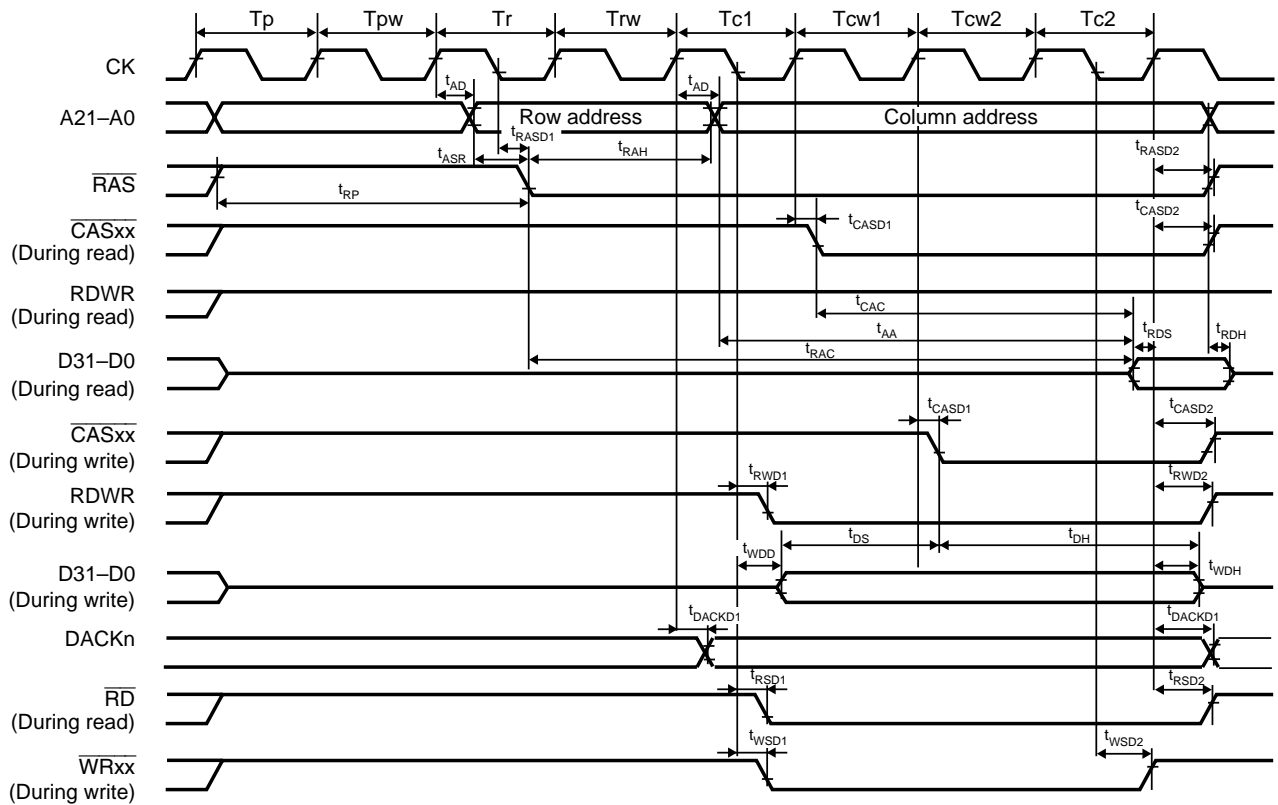 Tp Tpw Tr Trw Tc1 Tcw1 Tcw2 Tc2
CK
tAD tAD
A21–A0 Row address Column address
tRASD1
tASR tRAH tRASD2
RAS
tRP
CASxx tCASD1 tCASD2
(During read)
RDWR
(During read)
tCAC
tAA tRDS tRDH
tRAC
D31–D0
(During read)
tCASD1 tCASD2
CASxx
(During write)
tRWD1 tRWD2
RDWR
(During write)
tDS tDH
tWDD
D31–D0 tWDH
(During write)
tDACKD1 tDACKD1
DACKn
tRSD1 tRSD2
RD
(During read)
tWSD1 tWSD2
WRxx
(During write)